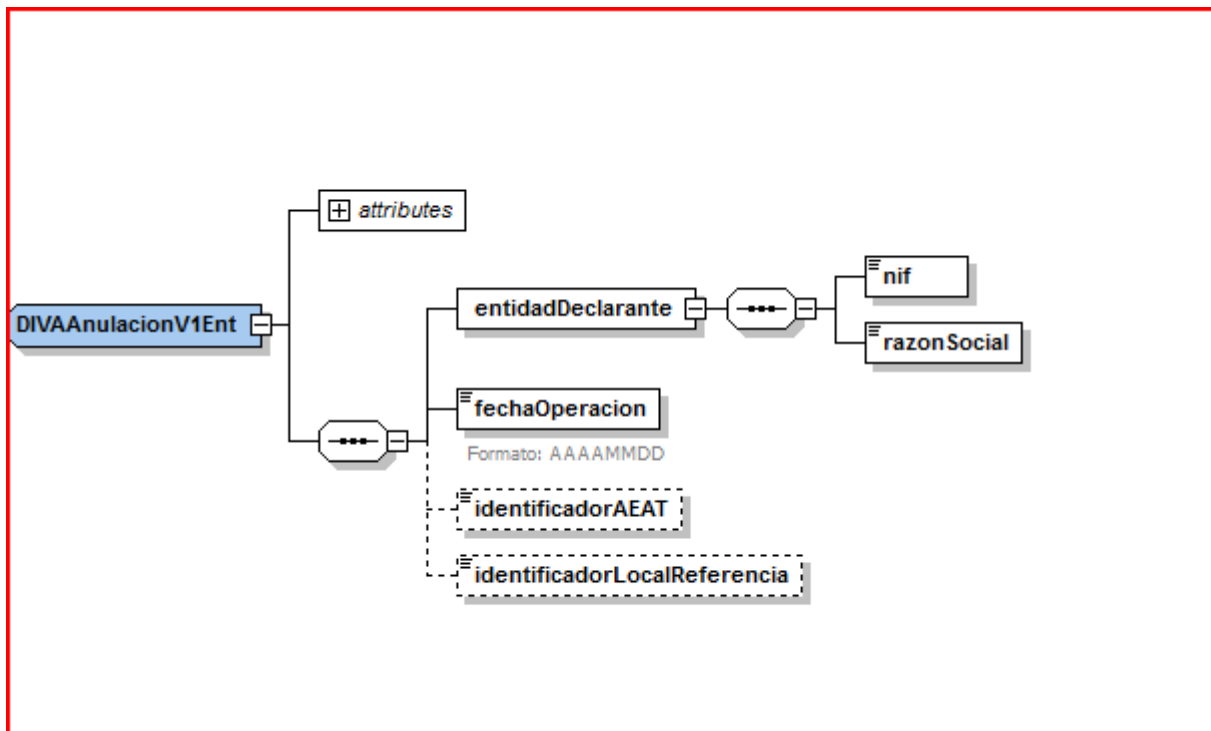 attributes
DIVAAnulacionV1Ent
entidadDeclarante
nif
razonSocial
fechaOperacion
Formato: AAAAMMDD
identificadorAEAT
identificadorLocalReferencia